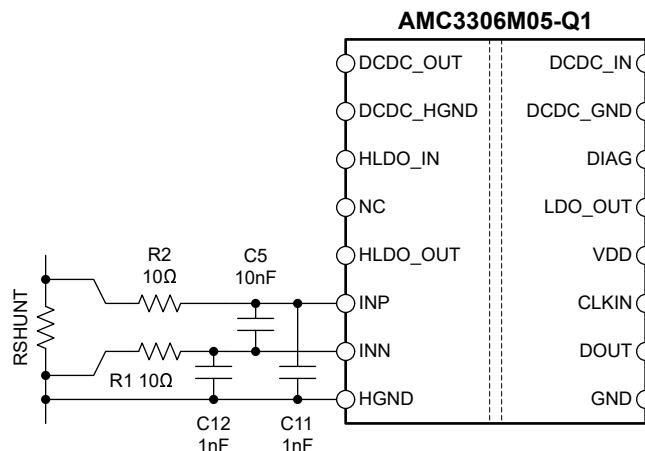 AMC3306M05-Q1
DCDC_OUT
DCDC_IN
DCDC_HGND
DCDC_GND
HLDO_IN
DIAG
NC
LDO_OUT
HLDO_OUT
VDD
R2
10Ω
C5
10nF
INP
CLKIN
RSHUNT
INN
DOUT
R1 10Ω
HGND
GND
C12
1nF
C11
1nF